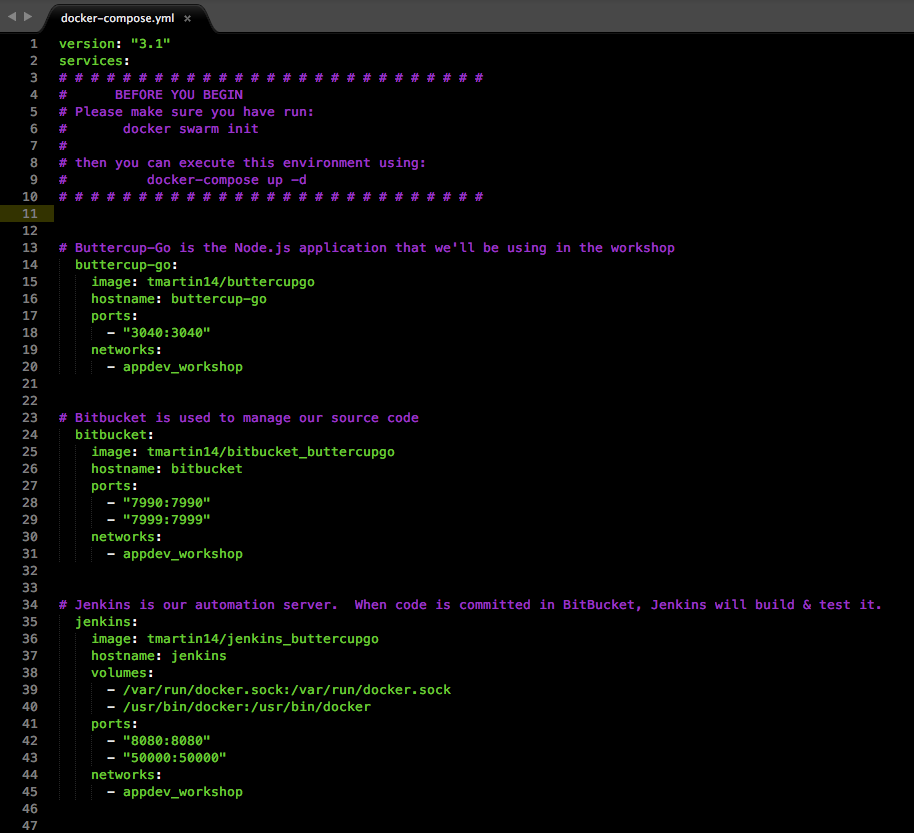 docker-compose.yml ×
1 version: "3.1"
2 services:
3 # # # # # # # # # # # # # # # # # # # # # # # # # # #
4 #      BEFORE YOU BEGIN
5 # Please make sure you have run:
6 #       docker swarm init
7 #
8 # then you can execute this environment using:
9 #          docker-compose up -d
10 # # # # # # # # # # # # # # # # # # # # # # # # # # #
11
12
13 # Buttercup-Go is the Node.js application that we'll be using in the workshop
14   buttercup-go:
15     image: tmartin14/buttercupgo
16     hostname: buttercup-go
17     ports:
18       - "3040:3040"
19     networks:
20       - appdev_workshop
21
22
23 # Bitbucket is used to manage our source code
24   bitbucket:
25     image: tmartin14/bitbucket_buttercupgo
26     hostname: bitbucket
27     ports:
28       - "7990:7990"
29       - "7999:7999"
30     networks:
31       - appdev_workshop
32
33
34 # Jenkins is our automation server.  When code is committed in BitBucket, Jenkins will build & test it.
35   jenkins:
36     image: tmartin14/jenkins_buttercupgo
37     hostname: jenkins
38     volumes:
39       - /var/run/docker.sock:/var/run/docker.sock
40       - /usr/bin/docker:/usr/bin/docker
41     ports:
42       - "8080:8080"
43       - "50000:50000"
44     networks:
45       - appdev_workshop
46
47